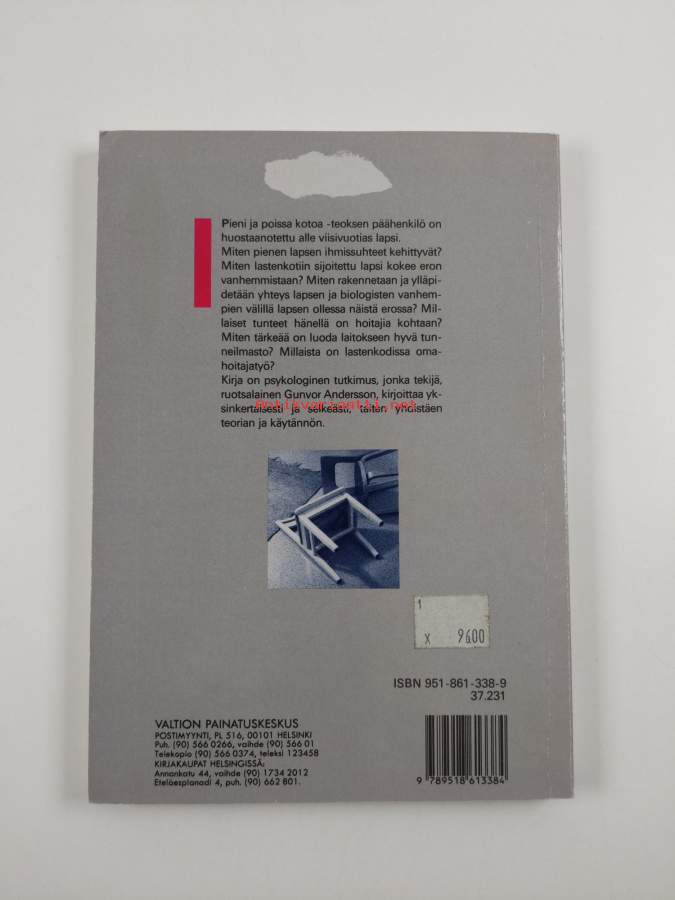 Pieni ja poissa kotoa -teoksen päähenkilö on
huostaanotettu alle viisivuotias lapsi.
Miten pienen lapsen ihmissuhteet kehittyvät?
Miten lastenkotiin sijoitettu lapsi kokee eron
vanhemmistaan? Miten rakennetaan ja ylläpi-
detään yhteys lapsen ja biologisten vanhem-
pien välillä lapsen ollessa näistä erossa? Mil-
laiset tunteet hänellä on hoitajia kohtaan?
Miten tärkeää on luoda laitokseen hyvä tun-
neilmasto? Millaista on lastenkodissa oma-
hoitajatyö?
Kirja on psykologinen tutkimus, jonka tekijä,
ruotsalainen Gunvor Andersson, kirjoittaa yk-
sinkertaisesti ja selkeästi, taiten yhdistäen
teorian ja käytännön.
1
x 9600
ISBN 951-861-338-9
37.231
VALTION PAINATUSKESKUS
POSTIMYYNTI, PL 516, 00101 HELSINKI
Puh. (90) 566 0266, vaihde (90) 566 01
Telekopio (90) 566 0374, teleksi 123458
KIRJAKAUPAT HELSINGISSÄ:
Annankatu 44, vaihde (90) 1734 2012
Eteläesplanadi 4, puh. (90) 662 801.
9 789518 613384